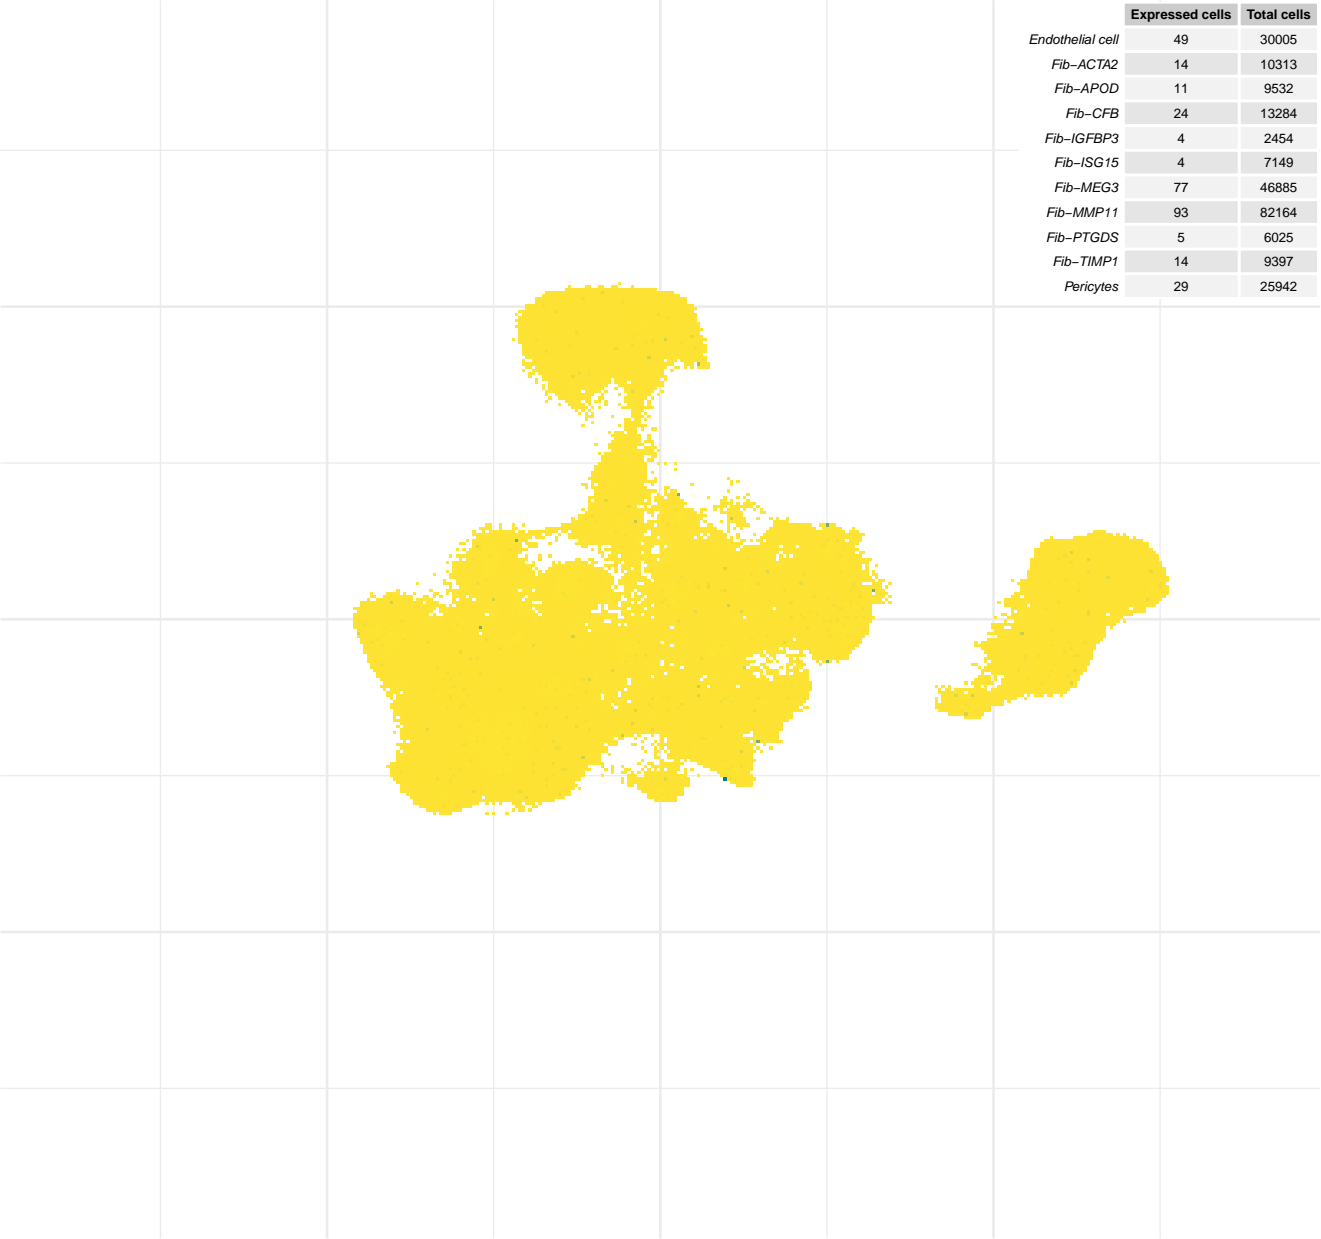 Expressed cells Total cells
Endothelial cell 49 30005
Fib−ACTA2 14 10313
Fib−APOD 11 9532
Fib−CFB 24 13284
Fib−IGFBP3 4 2454
Fib−ISG15 4 7149
Fib−MEG3 77 46885
Fib−MMP11 93 82164
Fib−PTGDS 5 6025
Fib−TIMP1 14 9397
Pericytes 29 25942